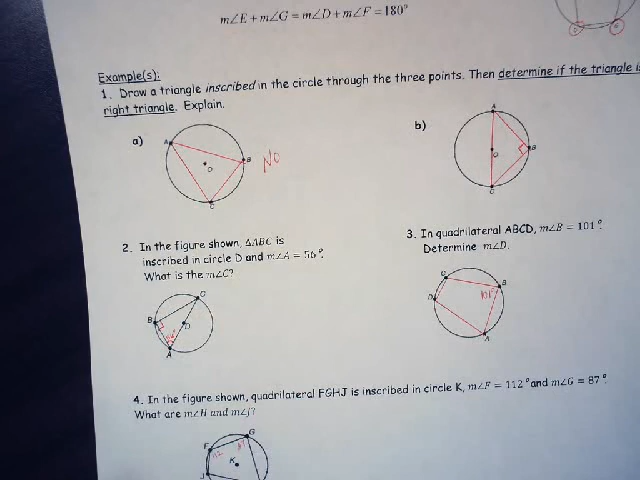 m∠E + m∠G = m∠D + m∠F = 180°
Example(s):
1. Draw a triangle inscribed in the circle through the three points. Then determine if the triangle is
right triangle. Explain.
a)
b)
A
B
C
D
NO
A
B
C
D
2. In the figure shown, ΔABC is
inscribed in circle D and m∠A = 56°.
What is the m∠C?
3. In quadrilateral ABCD, m∠B = 101°.
Determine m∠D.
C
B
D
A
C
B
D
A
101°
4. In the figure shown, quadrilateral FGHJ is inscribed in circle K, m∠F = 112° and m∠G = 87°.
What are m∠H and m∠J?
G
F
K
J
112
87